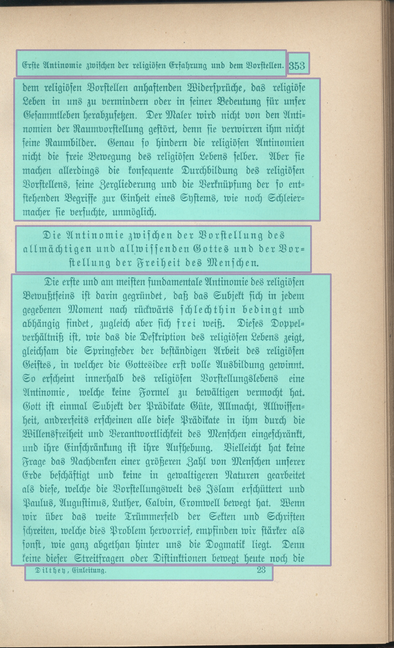 Erste Antinomie zwischen der religiösen Erfahrung und dem Vorstellen. 353
dem religiösen Vorstellen anhaftenden Widersprüche, das religiöse
Leben in uns zu vermindern oder in seiner Bedeutung für unser
Gesammtleben herabzusetzen. Der Maler wird nicht von den Anti-
nomien der Raumvorstellung gestört, denn sie verwirren ihm nicht
seine Raumbilder. Genau so hindern die religiösen Antinomien
nicht die freie Bewegung des religiösen Lebens selber. Aber sie
machen allerdings die konsequente Durchbildung des religiösen
Vorstellens, seine Zergliederung und die Verknüpfung der so ent-
stehenden Begriffe zur Einheit eines Systems, wie noch Schleier-
macher sie versuchte, unmöglich.
Die Antinomie zwischen der Vorstellung des
allmächtigen und allwissenden Gottes und der Vor-
stellung der Freiheit des Menschen.
Die erste und am meisten fundamentale Antinomie des religiösen
Bewußtseins ist darin gegründet, daß das Subjekt sich in jedem
gegebenen Moment nach rückwärts schlechthin bedingt und
abhängig findet, zugleich aber sich frei weiß. Dieses Doppel-
verhältniß ist, wie das die Deskription des religiösen Lebens zeigt,
gleichsam die Springfeder der beständigen Arbeit des religiösen
Geistes, in welcher die Gottesidee erst volle Ausbildung gewinnt.
So erscheint innerhalb des religiösen Vorstellungslebens eine
Antinomie, welche keine Formel zu bewältigen vermocht hat.
Gott ist einmal Subjekt der Prädikate Güte, Allmacht, Allwissen-
heit, andrerseits erscheinen alle diese Prädikate in ihm durch die
Willensfreiheit und Verantwortlichkeit des Menschen eingeschränkt,
und ihre Einschränkung ist ihre Aufhebung. Vielleicht hat keine
Frage das Nachdenken einer größeren Zahl von Menschen unserer
Erde beschäftigt und keine in gewaltigeren Naturen gearbeitet
als diese, welche die Vorstellungswelt des Islam erschüttert und
Paulus, Augustinus, Luther, Calvin, Cromwell bewegt hat. Wenn
wir über das weite Trümmerfeld der Sekten und Schriften
schreiten, welche dies Problem hervorrief, empfinden wir stärker als
sonst, wie ganz abgethan hinter uns die Dogmatik liegt. Denn
keine dieser Streitfragen oder Distinktionen bewegt heute noch die
Dilthey, Einleitung. 23